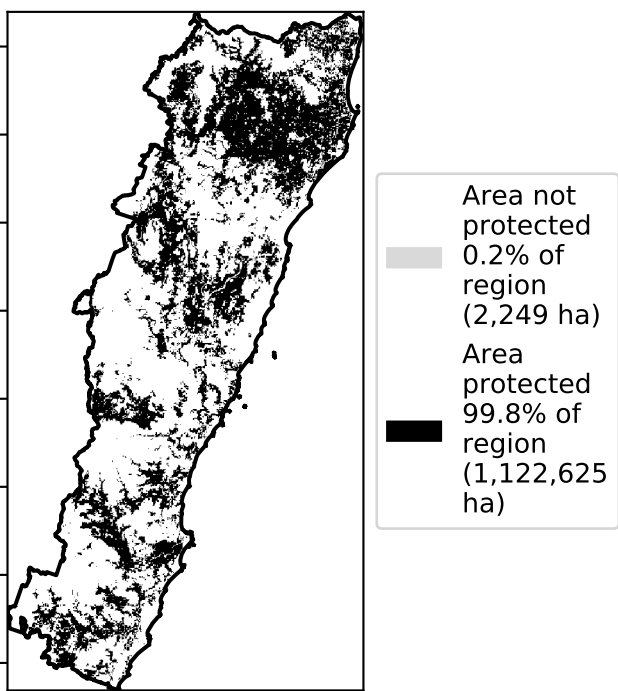 Area not
protected
0.2% of
region
(2,249 ha)
Area
protected
99.8% of
region
(1,122,625
ha)